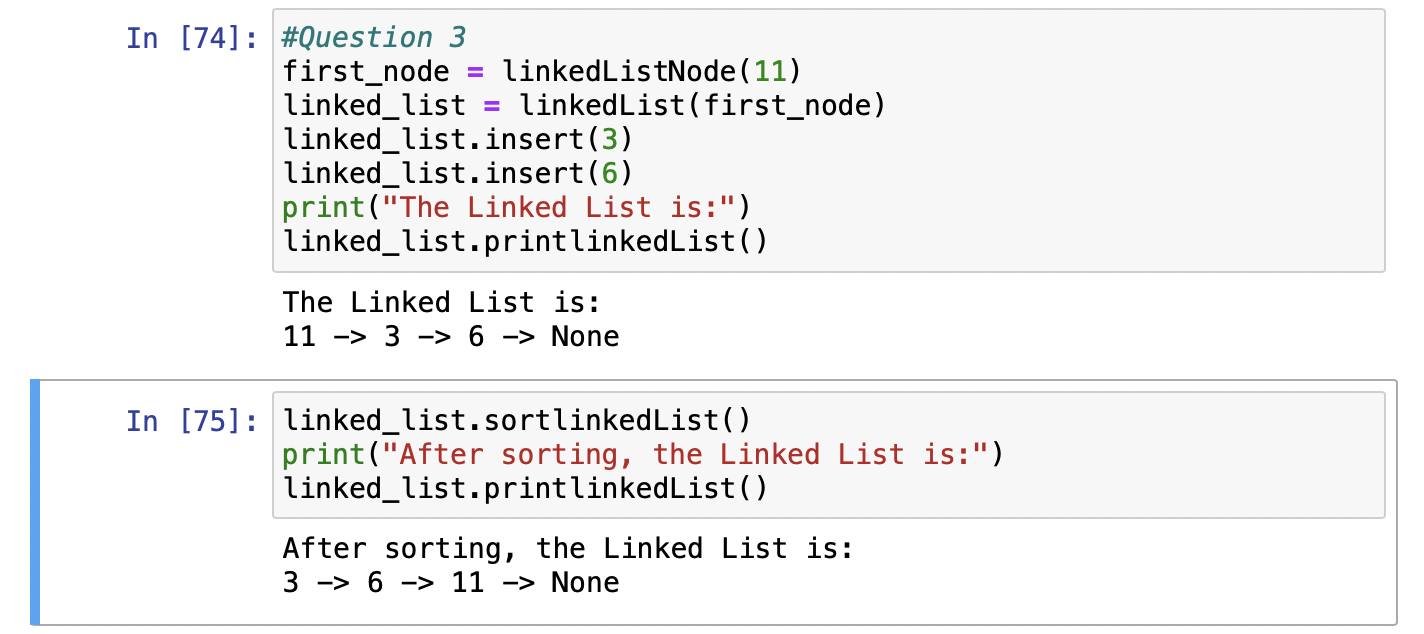 In [74]:
#Question 3
first_node = linkedListNode(11)
linked_list = linkedList(first_node)
linked_list.insert(3)
linked_list.insert(6)
print("The Linked List is:")
linked_list.printlinkedList()
The Linked List is:
11 -> 3 -> 6 -> None
In [75]:
linked_list.sortlinkedList()
print("After sorting, the Linked List is:")
linked_list.printlinkedList()
After sorting, the Linked List is:
3 -> 6 -> 11 -> None